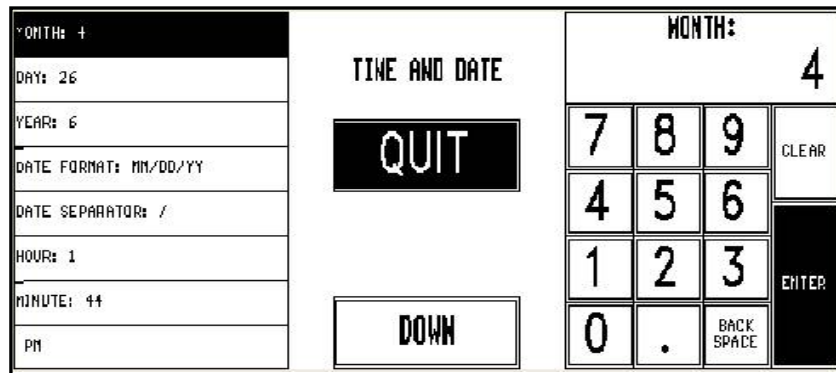 MONTH: 4
DAY: 26
YEAR: 6
DATE FORMAT: MM/DD/YY
DATE SEPARATOR: /
HOUR: 1
MINUTE: 44
PM
TIME AND DATE
QUIT
DOWN
MONTH:
4
7 8 9 CLEAR
4 5 6
1 2 3 ENTER
0 . BACK SPACE